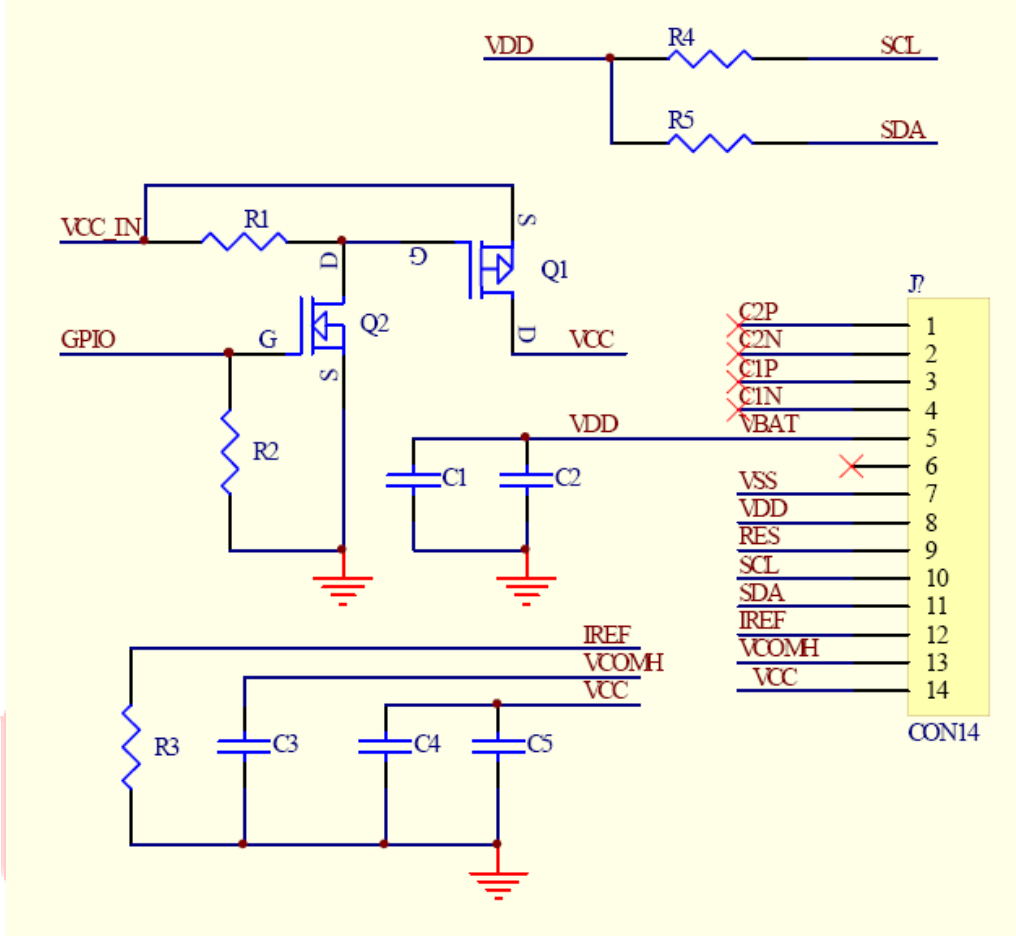 VDD
R4
SCL
R5
SDA
VCC_IN
R1
D
G
S
Q1
D
VCC
GPIO
G
Q2
S
R2
VDD
C1
C2
J?
C2P
1
C2N
2
C1P
3
C1N
4
VBAT
5
6
VSS
7
VDD
8
RES
9
SCL
10
SDA
11
IREF
12
VCOMH
13
VCC
14
CON14
IREF
VCOMH
VCC
R3
C3
C4
C5